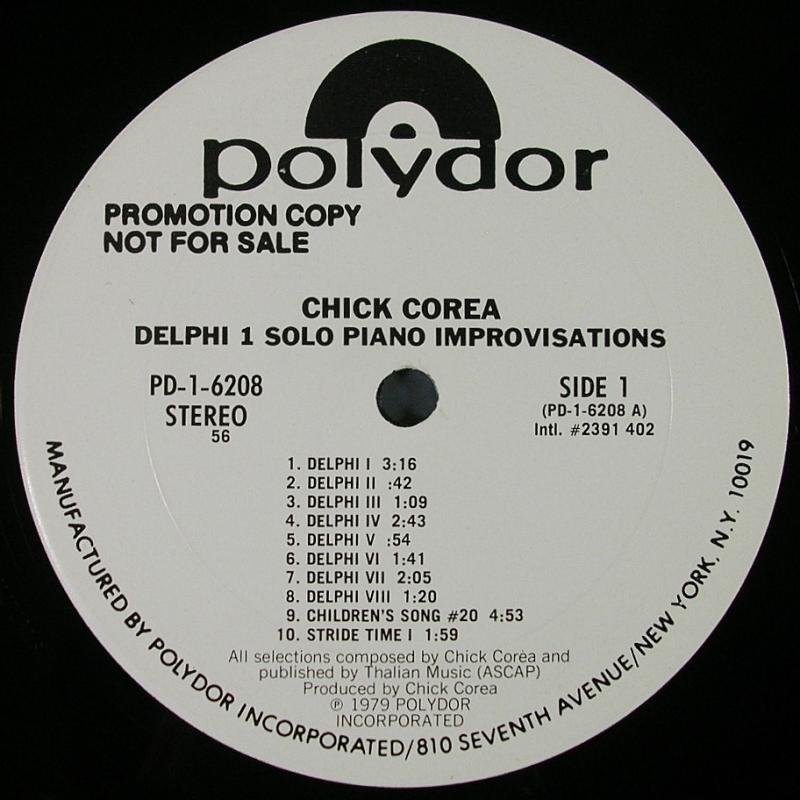 polydor
PROMOTION COPY
NOT FOR SALE
CHICK COREA
DELPHI 1 SOLO PIANO IMPROVISATIONS
PD-1-6208
STEREO
56
SIDE 1
(PD-1-6208 A)
Intl. #2391 402
1. DELPHI I 3:16
2. DELPHI II :42
3. DELPHI III 1:09
4. DELPHI IV 2:43
5. DELPHI V :54
6. DELPHI VI 1:41
7. DELPHI VII 2:05
8. DELPHI VIII 1:20
9. CHILDREN'S SONG #20 4:53
10. STRIDE TIME I 1:59
All selections composed by Chick Corea and
published by Thalian Music (ASCAP)
Produced by Chick Corea
℗ 1979 POLYDOR
INCORPORATED
MANUFACTURED BY POLYDOR INCORPORATED/810 SEVENTH AVENUE/NEW YORK, N.Y. 10019